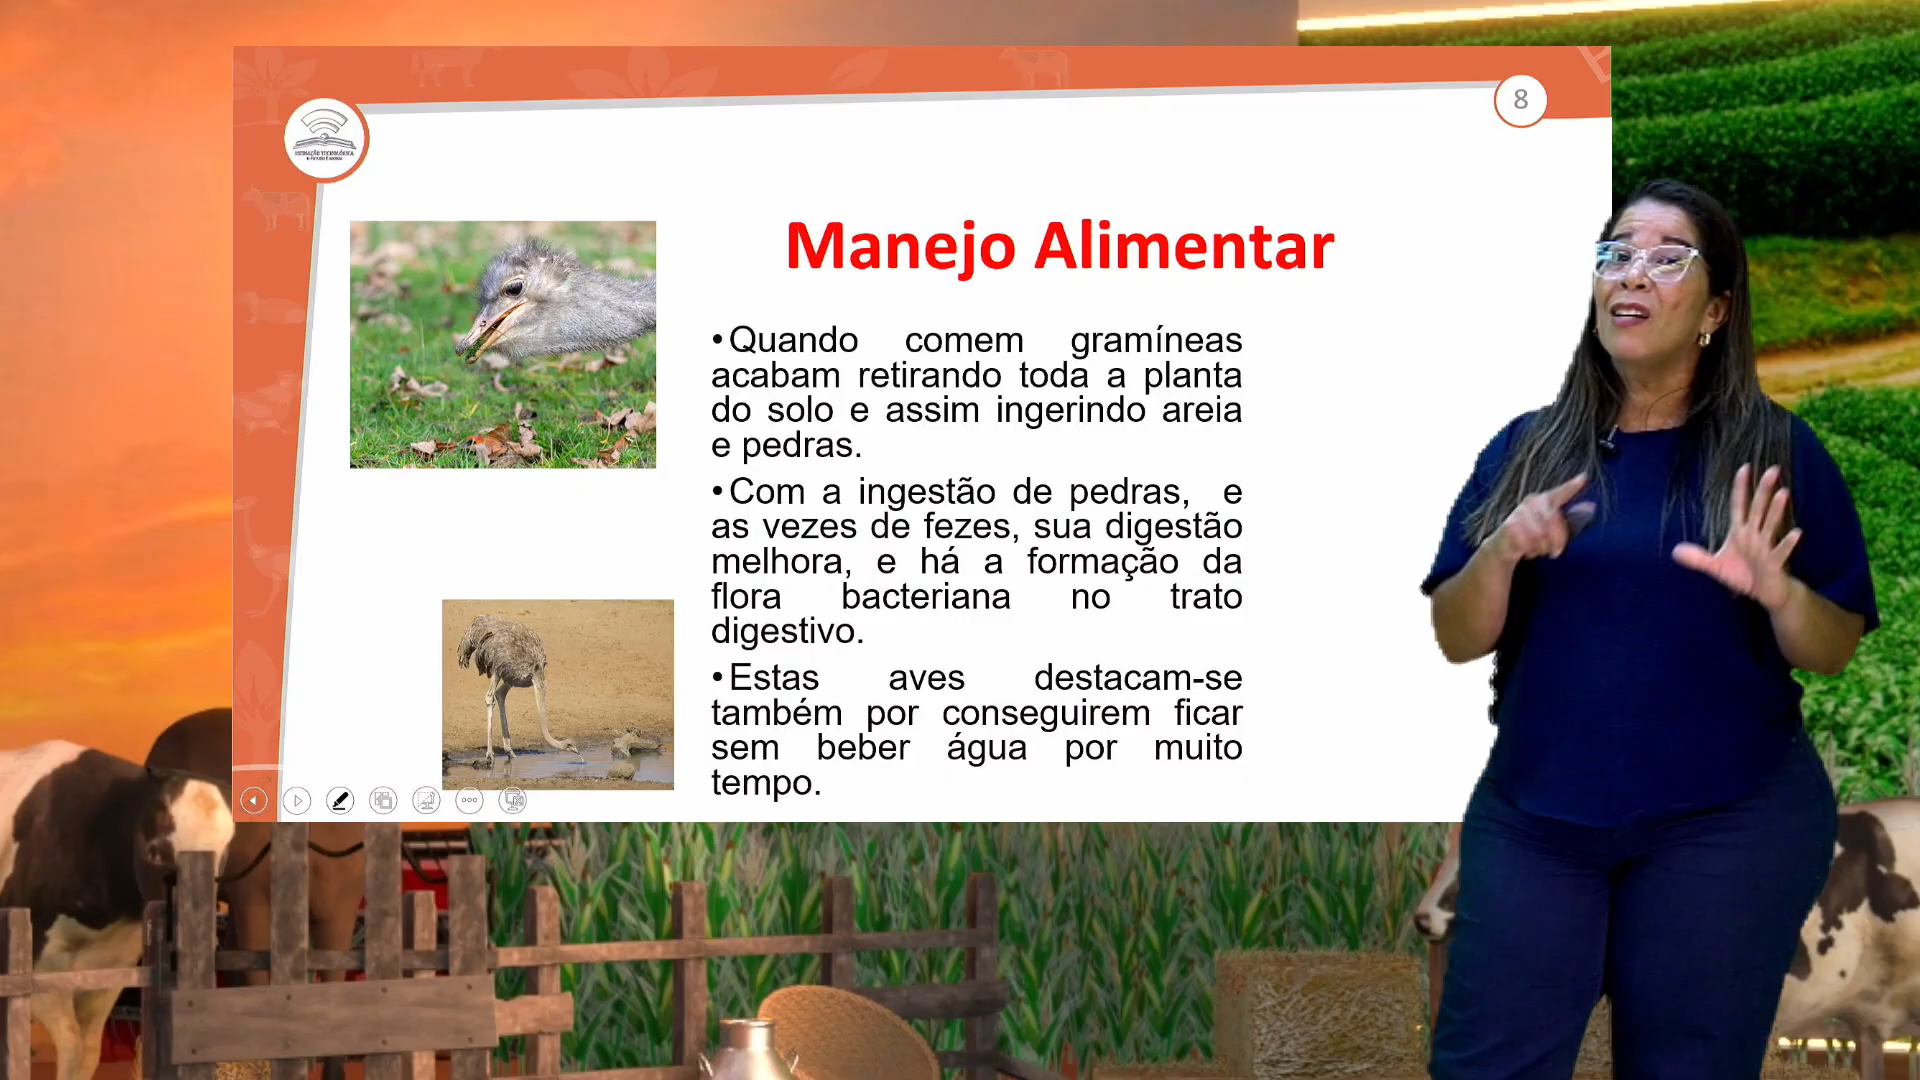 8
MEDIAÇÃO TECNOLÓGICA
Manejo Alimentar
•Quando comem gramíneas
acabam retirando toda a planta
do solo e assim ingerindo areia
e pedras.
•Com a ingestão de pedras, e
as vezes de fezes, sua digestão
melhora, e há a formação da
flora bacteriana no trato
digestivo.
•Estas aves destacam-se
também por conseguirem ficar
sem beber água por muito
tempo.